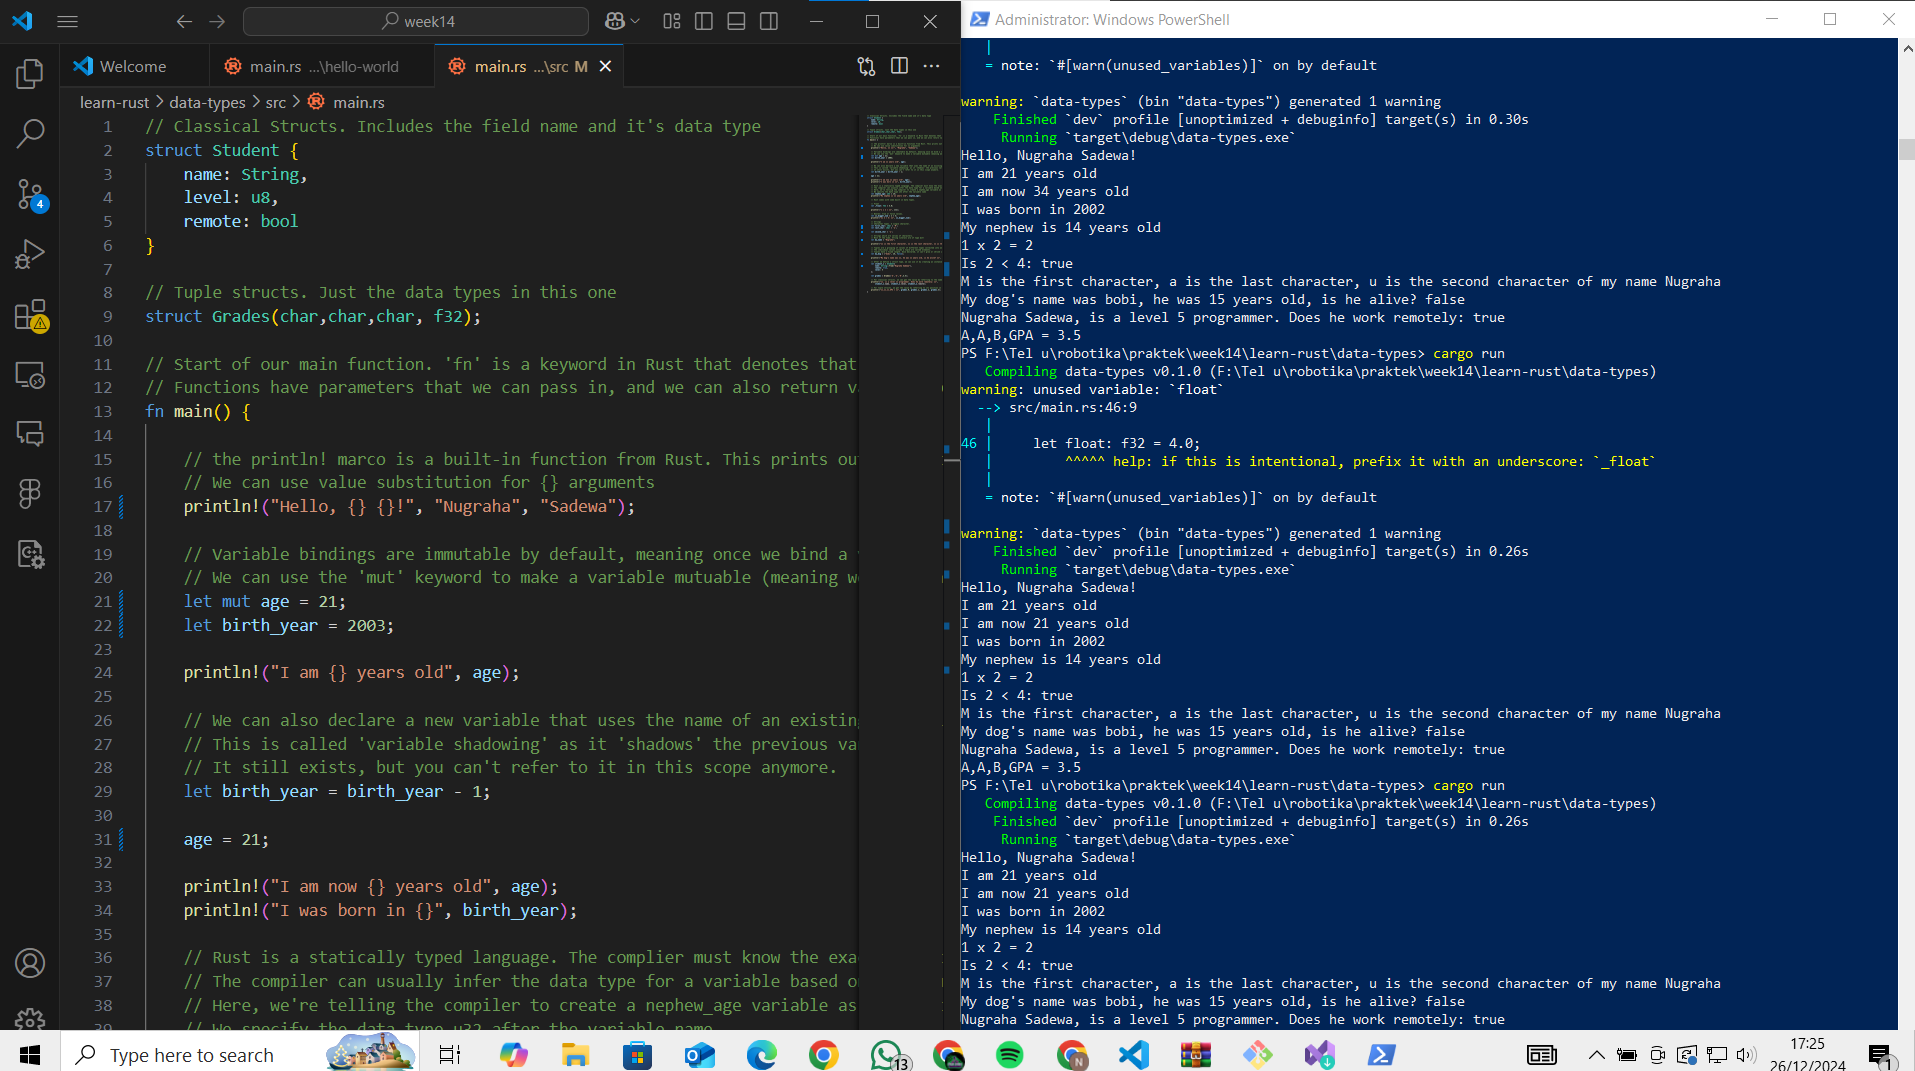 week14
Welcome
main.rs ...\hello-world
main.rs ...\src M
learn-rust > data-types > src > main.rs
1 // Classical Structs. Includes the field name and it's data type
2 struct Student {
3 name: String,
4 level: u8,
5 remote: bool
6 }
7
8 // Tuple structs. Just the data types in this one
9 struct Grades(char,char,char, f32);
10
11 // Start of our main function. 'fn' is a keyword in Rust that denotes that
12 // Functions have parameters that we can pass in, and we can also return v
13 fn main() {
14
15 // the println! marco is a built-in function from Rust. This prints ou
16 // We can use value substitution for {} arguments
17 println!("Hello, {} {}!", "Nugraha", "Sadewa");
18
19 // Variable bindings are immutable by default, meaning once we bind a
20 // We can use the 'mut' keyword to make a variable mutuable (meaning w
21 let mut age = 21;
22 let birth_year = 2003;
23
24 println!("I am {} years old", age);
25
26 // We can also declare a new variable that uses the name of an existin
27 // This is called 'variable shadowing' as it 'shadows' the previous va
28 // It still exists, but you can't refer to it in this scope anymore.
29 let birth_year = birth_year - 1;
30
31 age = 21;
32
33 println!("I am now {} years old", age);
34 println!("I was born in {}", birth_year);
35
36 // Rust is a statically typed language. The complier must know the exa
37 // The compiler can usually infer the data type for a variable based o
38 // Here, we're telling the compiler to create a nephew_age variable as
39 // We specify the data type u32 after the variable name
4
Administrator: Windows PowerShell
|
= note: `#[warn(unused_variables)]` on by default
warning: `data-types` (bin "data-types") generated 1 warning
Finished `dev` profile [unoptimized + debuginfo] target(s) in 0.30s
Running `target\debug\data-types.exe`
Hello, Nugraha Sadewa!
I am 21 years old
I am now 34 years old
I was born in 2002
My nephew is 14 years old
1 x 2 = 2
Is 2 < 4: true
M is the first character, a is the last character, u is the second character of my name Nugraha
My dog's name was bobi, he was 15 years old, is he alive? false
Nugraha Sadewa, is a level 5 programmer. Does he work remotely: true
A,A,B,GPA = 3.5
PS F:\Tel u\robotika\praktek\week14\learn-rust\data-types> cargo run
Compiling data-types v0.1.0 (F:\Tel u\robotika\praktek\week14\learn-rust\data-types)
warning: unused variable: `float`
--> src/main.rs:46:9
|
46 | let float: f32 = 4.0;
| ^^^^^ help: if this is intentional, prefix it with an underscore: `_float`
|
= note: `#[warn(unused_variables)]` on by default
warning: `data-types` (bin "data-types") generated 1 warning
Finished `dev` profile [unoptimized + debuginfo] target(s) in 0.26s
Running `target\debug\data-types.exe`
Hello, Nugraha Sadewa!
I am 21 years old
I am now 21 years old
I was born in 2002
My nephew is 14 years old
1 x 2 = 2
Is 2 < 4: true
M is the first character, a is the last character, u is the second character of my name Nugraha
My dog's name was bobi, he was 15 years old, is he alive? false
Nugraha Sadewa, is a level 5 programmer. Does he work remotely: true
A,A,B,GPA = 3.5
PS F:\Tel u\robotika\praktek\week14\learn-rust\data-types> cargo run
Compiling data-types v0.1.0 (F:\Tel u\robotika\praktek\week14\learn-rust\data-types)
Finished `dev` profile [unoptimized + debuginfo] target(s) in 0.26s
Running `target\debug\data-types.exe`
Hello, Nugraha Sadewa!
I am 21 years old
I am now 21 years old
I was born in 2002
My nephew is 14 years old
1 x 2 = 2
Is 2 < 4: true
M is the first character, a is the last character, u is the second character of my name Nugraha
My dog's name was bobi, he was 15 years old, is he alive? false
Nugraha Sadewa, is a level 5 programmer. Does he work remotely: true
Type here to search
13
N
17:25
26/12/2024
1